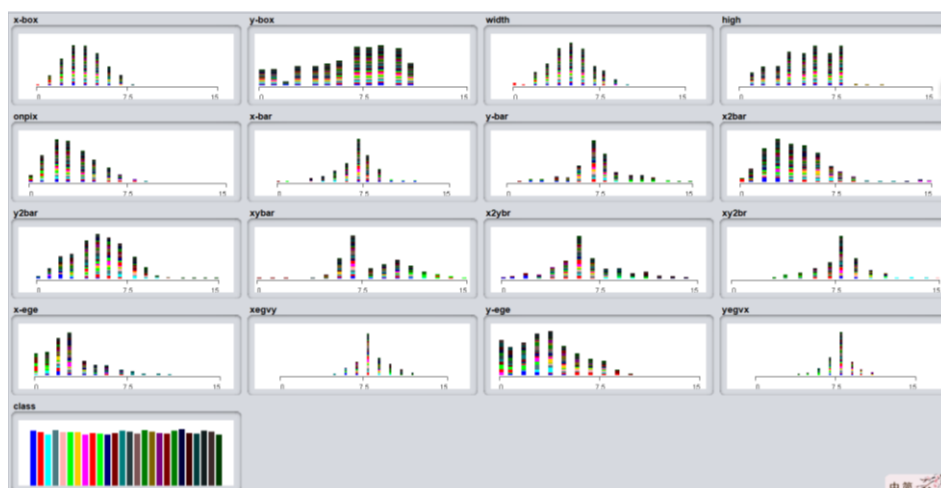 x-box y-box width high
0 7.5 15 0 7.5 15 0 7.5 15 0 7.5 15
onpix x-bar y-bar x2bar
0 7.5 15 0 7.5 15 0 7.5 15 0 7.5 15
y2bar xybar x2ybr xy2br
0 7.5 15 0 7.5 15 0 7.5 15 0 7.5 15
x-ege xegvy y-ege yegvx
0 7.5 15 0 7.5 15 0 7.5 15 0 7.5 15
class
中 简